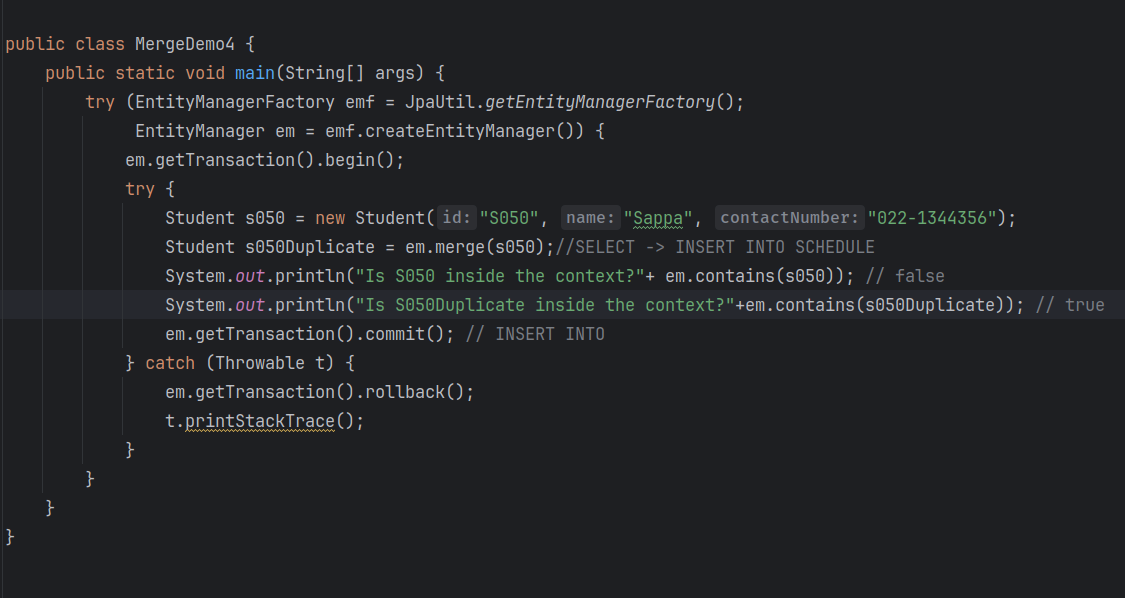 public class MergeDemo4 {
    public static void main(String[] args) {
        try (EntityManagerFactory emf = JpaUtil.getEntityManagerFactory();
             EntityManager em = emf.createEntityManager()) {
            em.getTransaction().begin();
            try {
                Student s050 = new Student( id: "S050", name: "Sappa", contactNumber: "022-1344356");
                Student s050Duplicate = em.merge(s050);//SELECT -> INSERT INTO SCHEDULE
                System.out.println("Is S050 inside the context?"+ em.contains(s050)); // false
                System.out.println("Is S050Duplicate inside the context?"+em.contains(s050Duplicate)); // true
                em.getTransaction().commit(); // INSERT INTO
            } catch (Throwable t) {
                em.getTransaction().rollback();
                t.printStackTrace();
            }
        }
    }
}